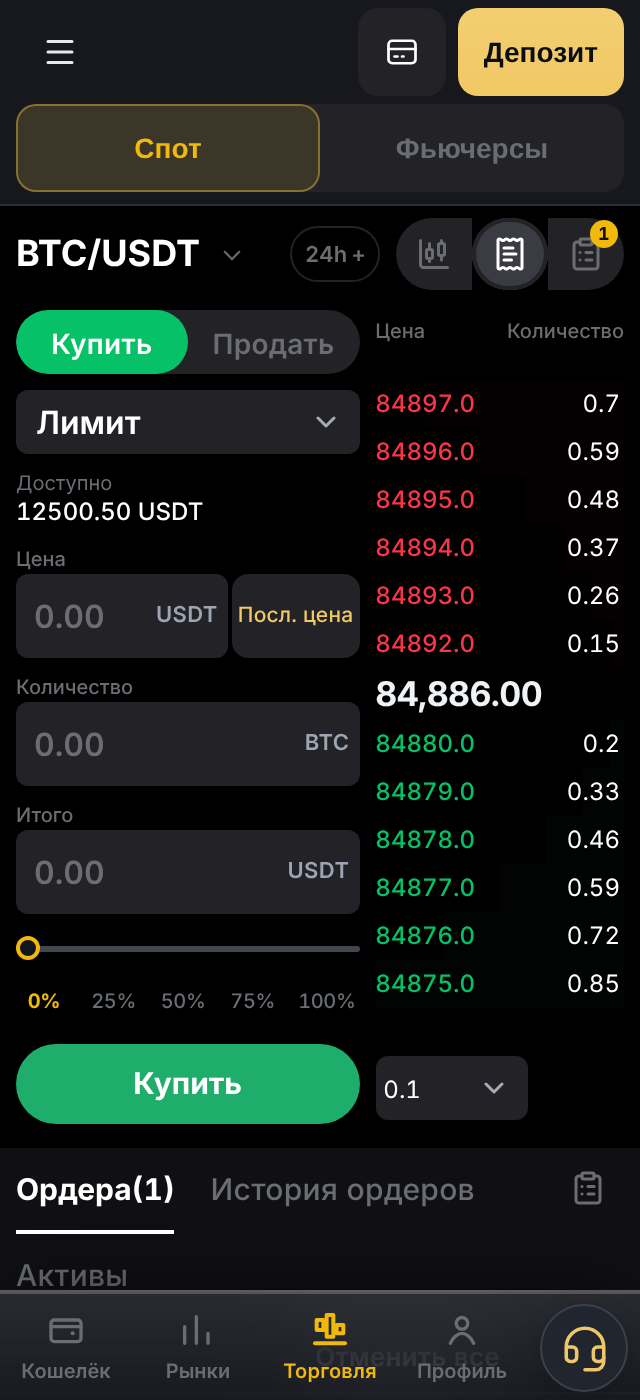 Депозит
Спот Фьючерсы
BTC/USDT 24h + 1
Купить Продать
Цена Количество
Лимит
84897.0 0.7
84896.0 0.59
84895.0 0.48
84894.0 0.37
84893.0 0.26
84892.0 0.15
Доступно
12500.50 USDT
Цена
0.00 USDT Посл. цена
84,886.00
Количество
0.00 BTC
84880.0 0.2
84879.0 0.33
84878.0 0.46
84877.0 0.59
84876.0 0.72
84875.0 0.85
Итого
0.00 USDT
0% 25% 50% 75% 100%
Купить 0.1
Ордера(1) История ордеров
Активы
Отменить все
Кошелёк Рынки Торговля Профиль